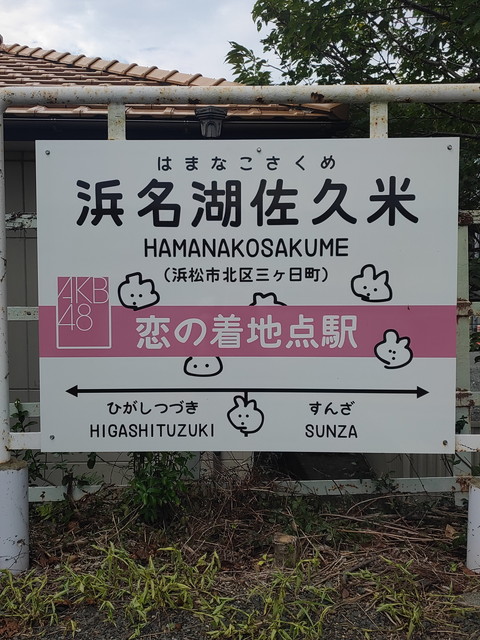 はまなこさくめ
浜名湖佐久米
HAMANAKOSAKUME
(浜松市北区三ヶ日町)
AKB
48
恋の着地点駅
ひがしつづき すんざ
HIGASHITUZUKI SUNZA